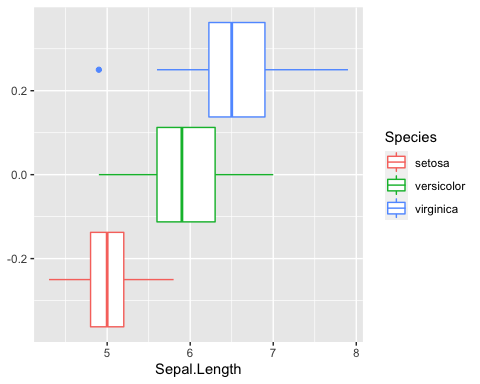 0.2
0.0
-0.2
5 6 7 8
Sepal.Length
Species
setosa
versicolor
virginica